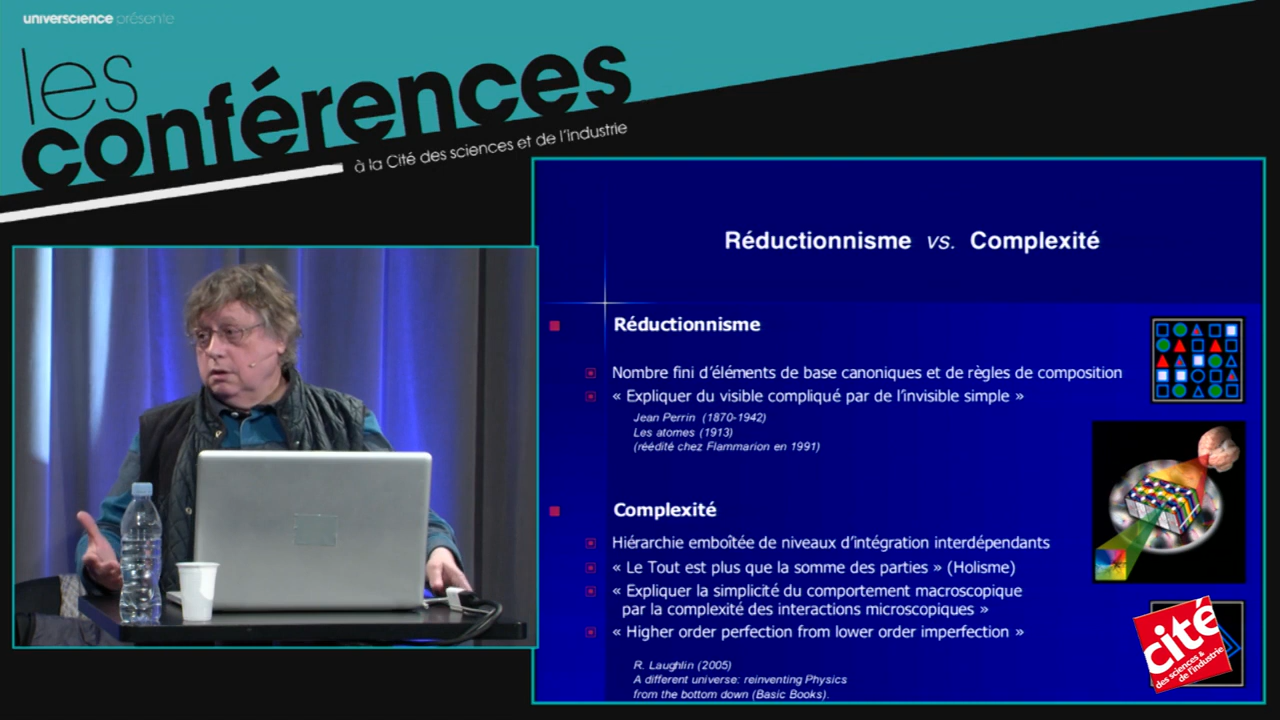 universcience présente
les
conférences
à la Cité des sciences et de l'industrie
Réductionnisme vs. Complexité
Réductionnisme
Nombre fini d'éléments de base canoniques et de règles de composition
« Expliquer du visible compliqué par de l'invisible simple »
Jean Perrin (1870-1942)
Les atomes (1913)
(réédité chez Flammarion en 1991)
Complexité
Hiérarchie emboîtée de niveaux d'intégration interdépendants
« Le Tout est plus que la somme des parties » (Holisme)
« Expliquer la simplicité du comportement macroscopique
par la complexité des interactions microscopiques »
« Higher order perfection from lower order imperfection »
R. Laughlin (2005)
A different universe: reinventing Physics
from the bottom down (Basic Books).
cité
des sciences &
de l'industrie